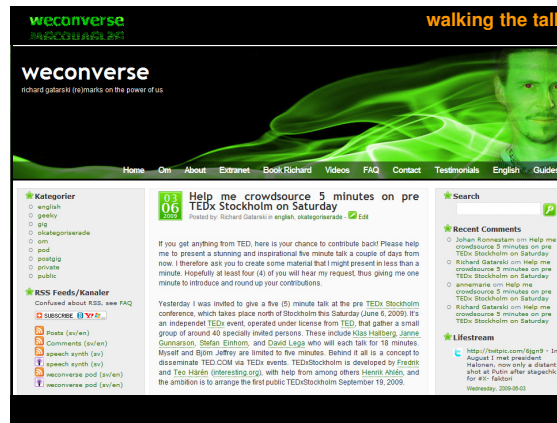 weconverse
walking the tal
weconverse
richard gatarski (re)marks on the power
of us
Home Om About Extranet Book Richard Videos FAQ Contact Testimonials English Guides
Kategorier
english
geeky
gig
okategoriserade
om
pod
postgig
private
public
RSS Feeds/Kanaler
Confused about RSS, see FAQ
SUBSCRIBE
Posts (sv/en)
Comments (sv/en)
speech synth (sv)
weconverse pod (sv/en)
speech synth (sv)
weconverse pod (sv/en)
03
06
2009
Help me crowdsource 5 minutes on pre
TEDx Stockholm on Saturday
Posted by: Richard Gatarski in english, okategoriserade - Edit
If you get anything from TED, here is your chance to contribute back! Please help
me to present a stunning and inspirational five minute talk a couple of days from
now. I therefore ask you to create some material that I might present in less than a
minute. Hopefully at least four (4) of you will hear my request, thus giving me one
minute to introduce and round up your contributions.
Yesterday I was invited to give a five (5) minute talk at the pre TEDx Stockholm
conference, which takes place north of Stockholm this Saturday (June 6, 2009). It's
an independet TEDx event, operated under license from TED, that gather a small
group of around 40 specially invited persons. These include Klas Hallberg, Janne
Gunnarson, Stefan Einhorn, and David Lega who will each talk for 18 minutes.
Myself and Björn Jeffrey are limited to five minutes. Behind it all is a concept to
disseminate TED.COM via TEDx events. TEDxStockholm is developed by Fredrik
and Teo Härén (interesting.org), with help from among others Henrik Ahlén, and
the ambition is to arrange the first public TEDxStockholm September 19, 2009.
Search
Recent Comments
Johan Ronnestam om Help me
crowdsource 5 minutes on pre
TEDx Stockholm on Saturday
Richard Gatarski om Help me
crowdsource 5 minutes on pre
TEDx Stockholm on Saturday
annemarie om Help me
crowdsource 5 minutes on pre
TEDx Stockholm on Saturday
Richard Gatarski om Help me
crowdsource 5 minutes on pre
TEDx Stockholm on Saturday
Lifestream
http://twitpic.com/6jgn9 - In
August I met president
Halonen, now only a distant
shot at Putin after stagechk
for #X- faktori
Wednesday, 2009-06-03